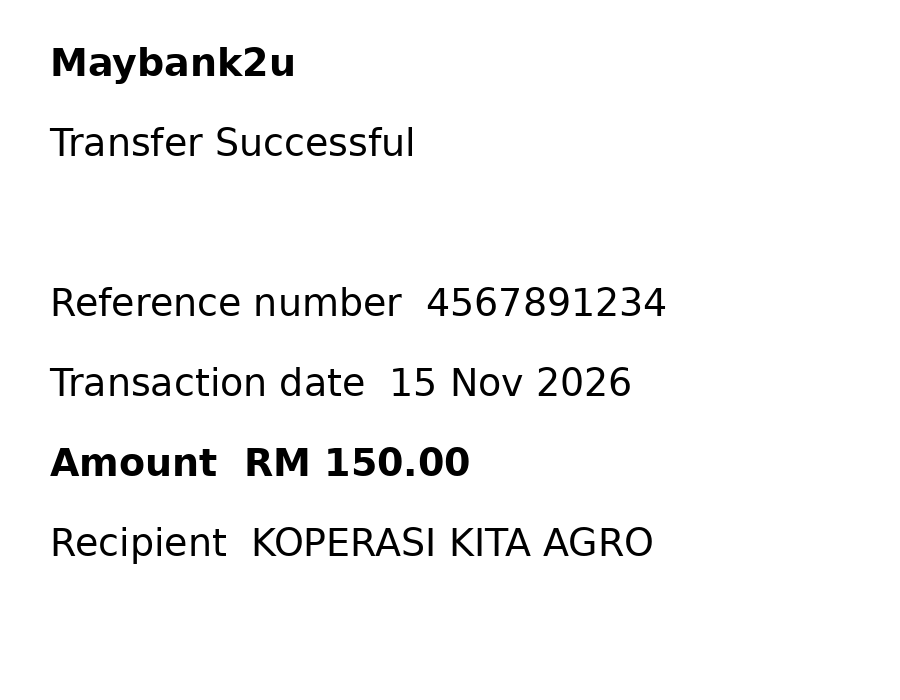 Maybank2u
Transfer Successful
Reference number 4567891234
Transaction date 15 Nov 2026
Amount RM 150.00
Recipient KOPERASI KITA AGRO